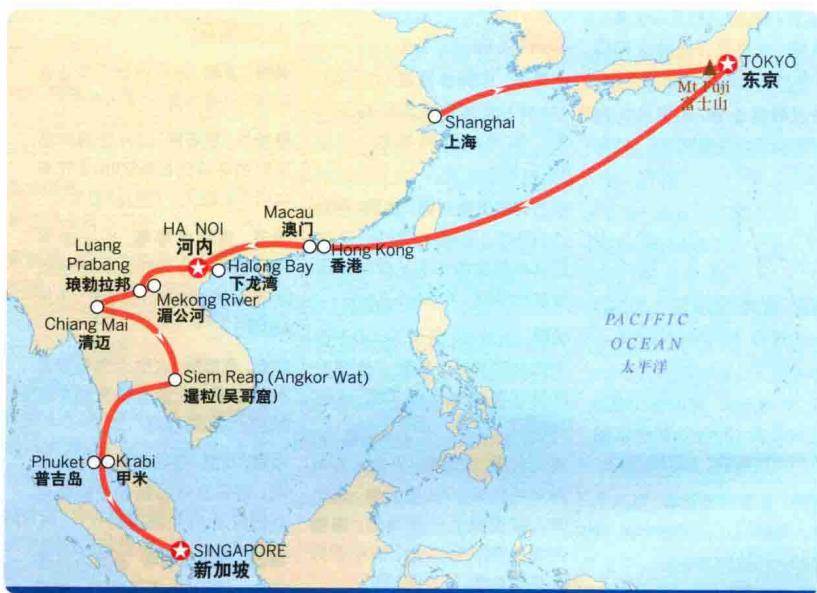 TŌKYŌ
东京
Mt Fuji
富士山
Shanghai
上海
Macau
澳门
Hong Kong
香港
HA NOI
河内
Halong Bay
下龙湾
Luang
Prabang
琅勃拉邦
Mekong River
湄公河
Chiang Mai
清迈
PACIFIC
OCEAN
太平洋
Siem Reap (Angkor Wat)
暹粒(吴哥窟)
Phuket
普吉岛
Krabi
甲米
SINGAPORE
新加坡